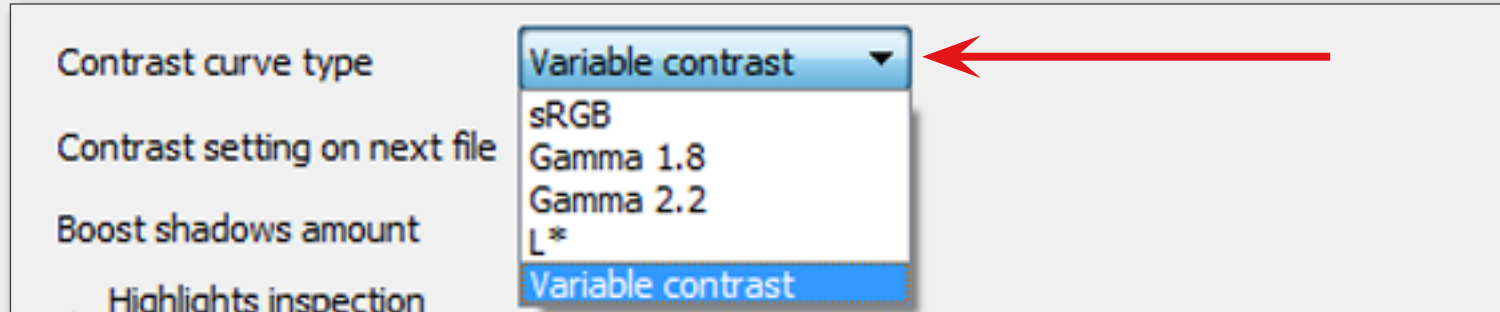 Contrast curve type
Variable contrast
sRGB
Contrast setting on next file
Gamma 1.8
Gamma 2.2
Boost shadows amount
L*
Variable contrast
Highlights inspection